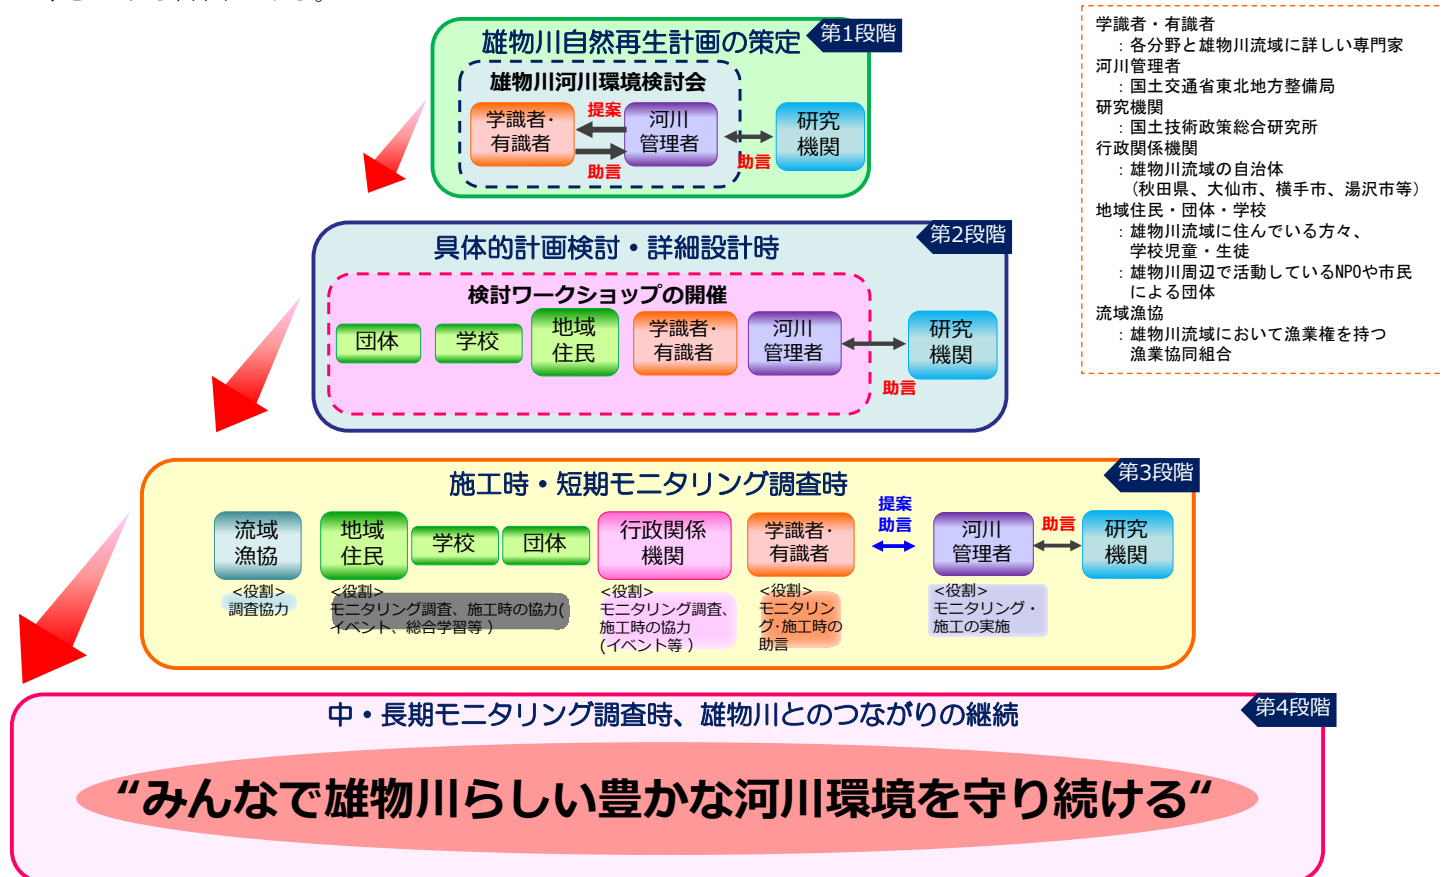 雄物川自然再生計画の策定
第1段階
雄物川河川環境検討会
学識者・
有識者
提案
助言
河川
管理者
助言
研究
機関
具体的計画検討・詳細設計時
第2段階
検討ワークショップの開催
団体
学校
地域
住民
学識者・
有識者
河川
管理者
助言
研究
機関
施工時・短期モニタリング調査時
第3段階
流域
漁協
<役割>
調査協力
地域
住民
学校
団体
<役割>
モニタリング調査、施工時の協力(
イベント、総合学習等 )
行政関係
機関
<役割>
モニタリング調査、
施工時の協力
(イベント等 )
学識者・
有識者
<役割>
モニタリン
グ・施工時の
助言
提案
助言
河川
管理者
<役割>
モニタリング・
施工の実施
助言
研究
機関
中・長期モニタリング調査時、雄物川とのつながりの継続
第4段階
“みんなで雄物川らしい豊かな河川環境を守り続ける“
学識者・有識者
：各分野と雄物川流域に詳しい専門家
河川管理者
：国土交通省東北地方整備局
研究機関
：国土技術政策総合研究所
行政関係機関
：雄物川流域の自治体
（秋田県、大仙市、横手市、湯沢市等）
地域住民・団体・学校
：雄物川流域に住んでいる方々、
学校児童・生徒
：雄物川周辺で活動しているNPOや市民
による団体
流域漁協
：雄物川流域において漁業権を持つ
漁業協同組合